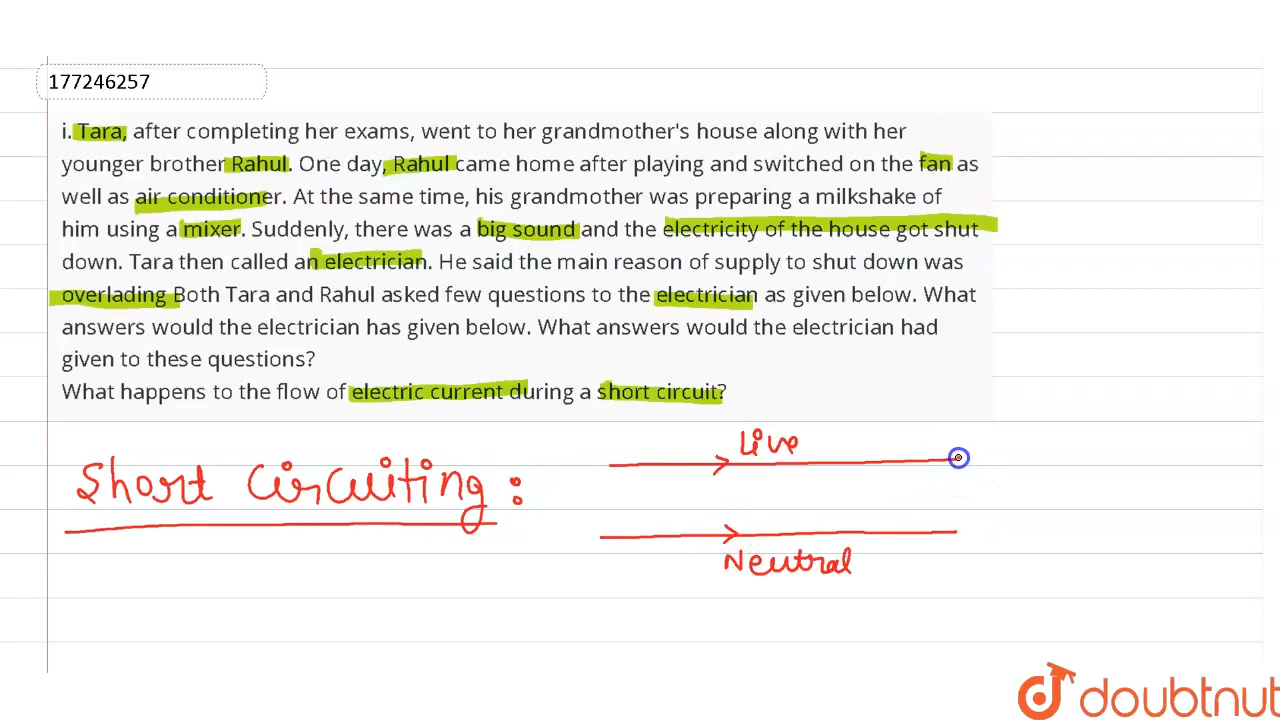 177246257
i. Tara, after completing her exams, went to her grandmother's house along with her
younger brother Rahul. One day, Rahul came home after playing and switched on the fan as
well as air conditioner. At the same time, his grandmother was preparing a milkshake of
him using a mixer. Suddenly, there was a big sound and the electricity of the house got shut
down. Tara then called an electrician. He said the main reason of supply to shut down was
overlading Both Tara and Rahul asked few questions to the electrician as given below. What
answers would the electrician has given below. What answers would the electrician had
given to these questions?
What happens to the flow of electric current during a short circuit?
Live
Short Circuiting :
Neutral
doubtnut